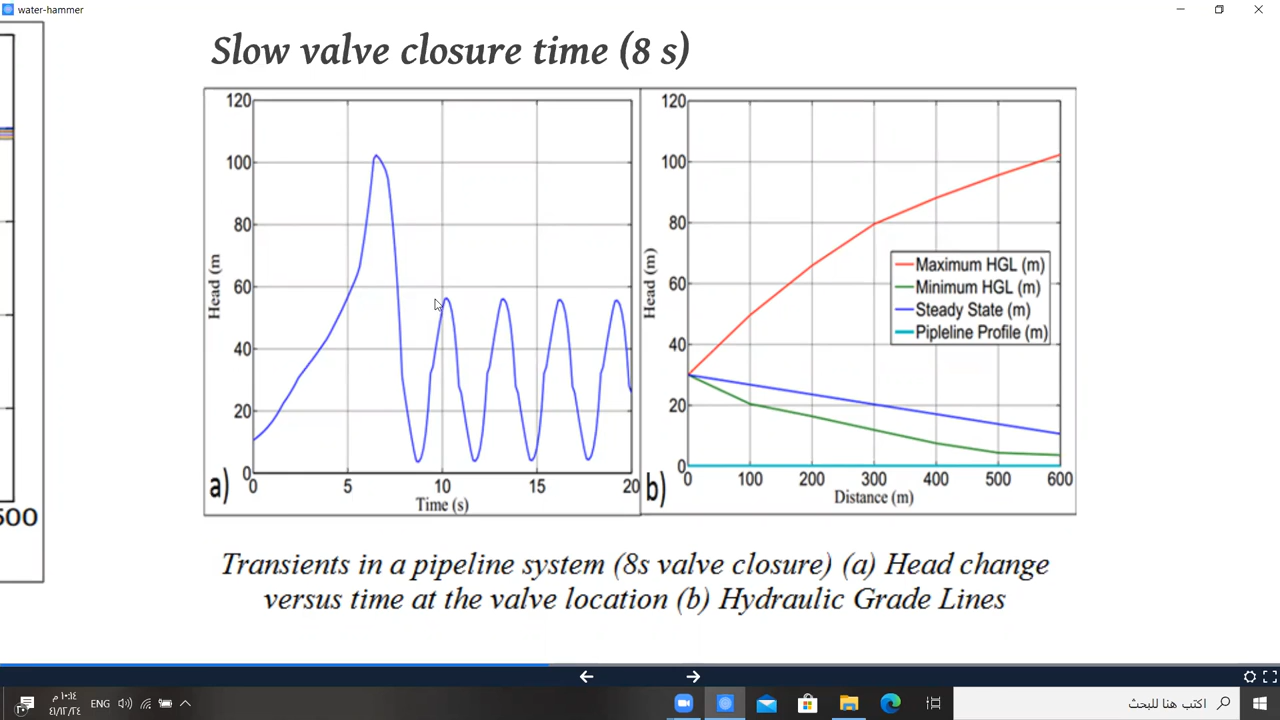 water-hammer
Slow valve closure time (8 s)
120
100
80
60
40
20
0
Head (m
a)
0 5 10 15 20
Time (s)
120
100
80
60
40
20
0
Head (m)
Maximum HGL (m)
Minimum HGL (m)
Steady State (m)
Pipleline Profile (m)
b)
0 100 200 300 400 500 600
Distance (m)
500
Transients in a pipeline system (8s valve closure) (a) Head change
versus time at the valve location (b) Hydraulic Grade Lines
ENG
اكتب هنا للبحث